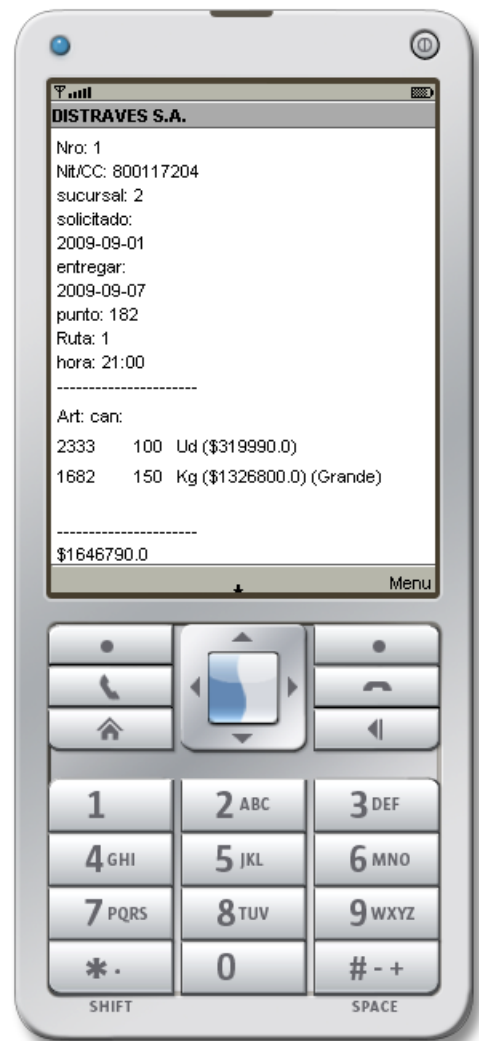 DISTRAVES S.A.
Nro: 1
Nit/CC: 800117204
sucursal: 2
solicitado:
2009-09-01
entregar:
2009-09-07
punto: 182
Ruta: 1
hora: 21:00
----------------------
Art: can:
2333 100 Ud ($319990.0)
1682 150 Kg ($1326800.0) (Grande)
----------------------
$1646790.0
Menu
1 2 ABC 3 DEF
4 GHI 5 JKL 6 MNO
7 PQRS 8 TUV 9 WXYZ
* . 0 # - +
SHIFT SPACE